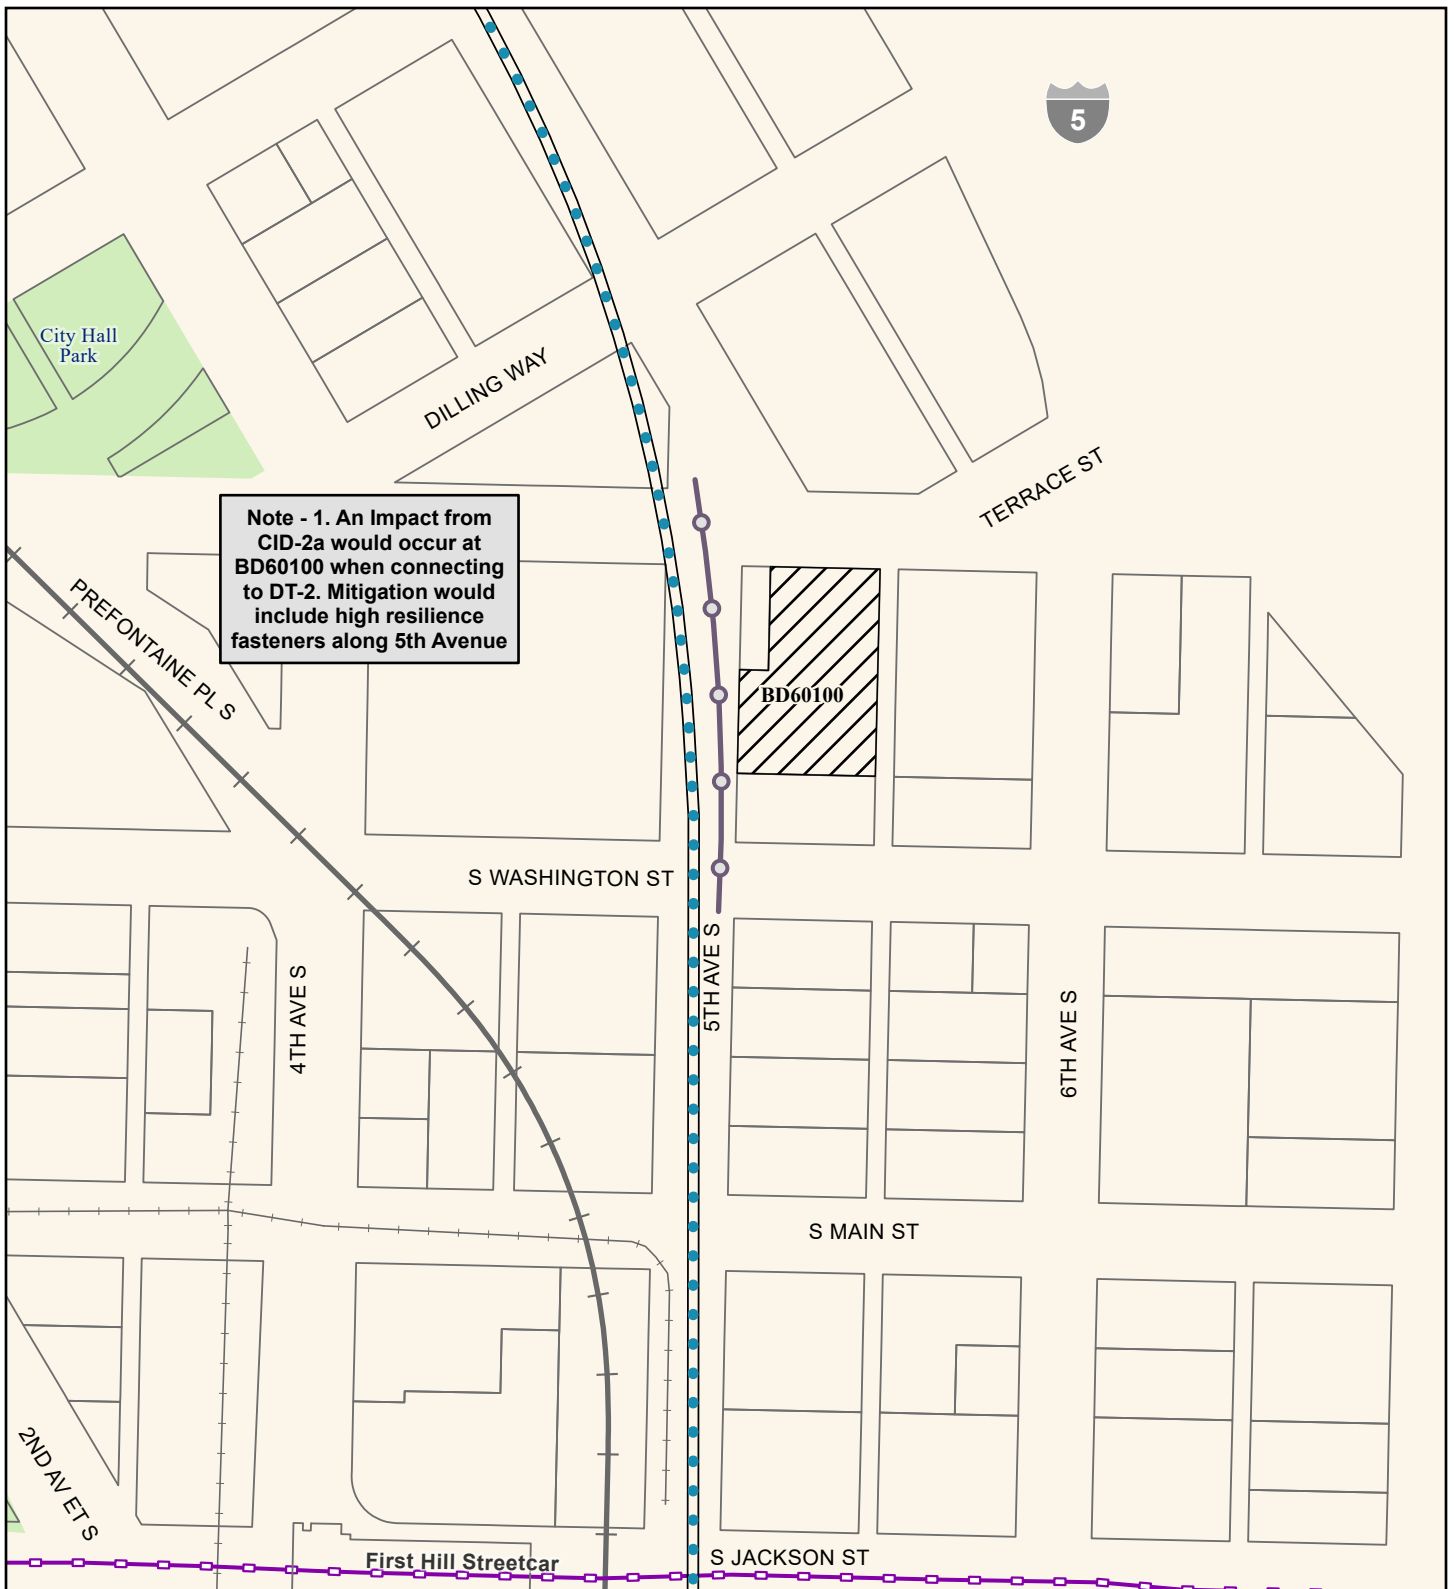 5
City Hall
Park
DILLING WAY
TERRACE ST
Note - 1. An Impact from
CID-2a would occur at
BD60100 when connecting
to DT-2. Mitigation would
include high resilience
fasteners along 5th Avenue
PREFONTAINE PL S
BD60100
S WASHINGTON ST
5TH AVE S
4TH AVE S
6TH AVE S
S MAIN ST
2ND AV ET S
First Hill Streetcar
S JACKSON ST